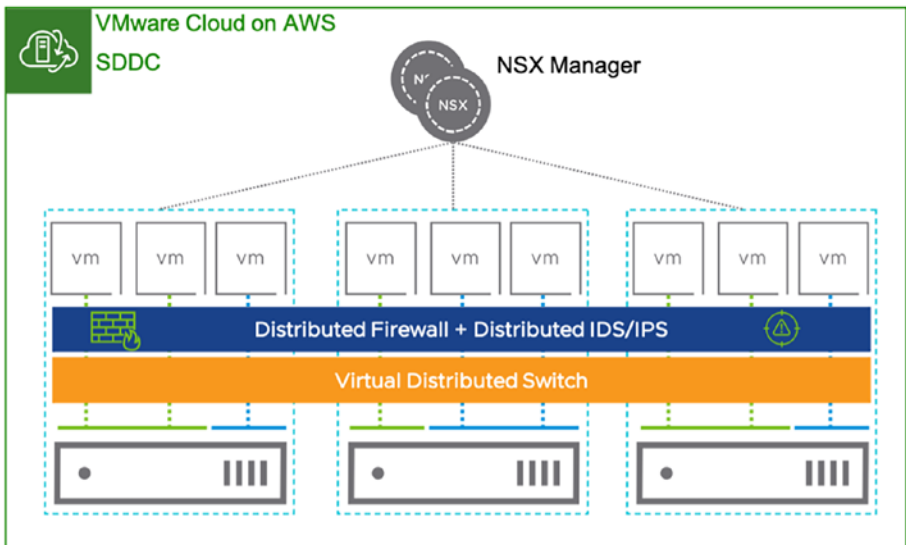 VMware Cloud on AWS
SDDC
NSX Manager
NSX
vm vm vm vm vm vm vm vm vm
Distributed Firewall + Distributed IDS/IPS
Virtual Distributed Switch